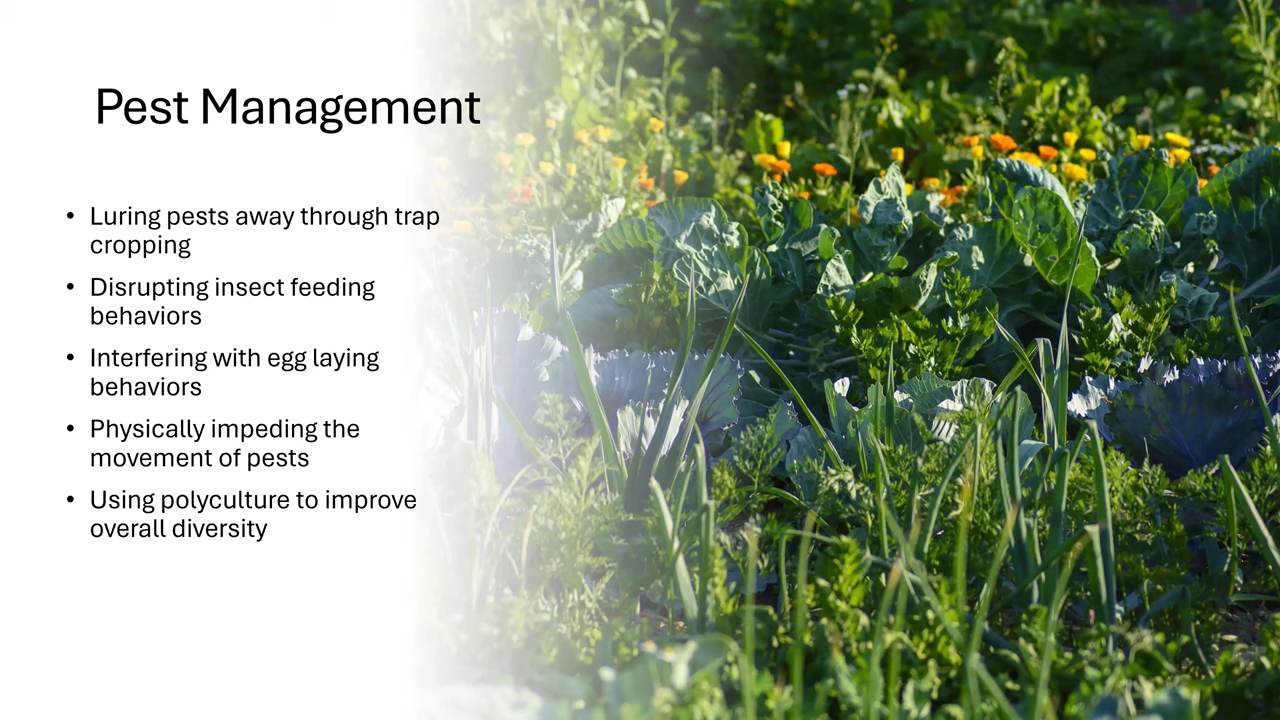 Pest Management
• Luring pests away through trap
cropping
• Disrupting insect feeding
behaviors
• Interfering with egg laying
behaviors
• Physically impeding the
movement of pests
• Using polyculture to improve
overall diversity